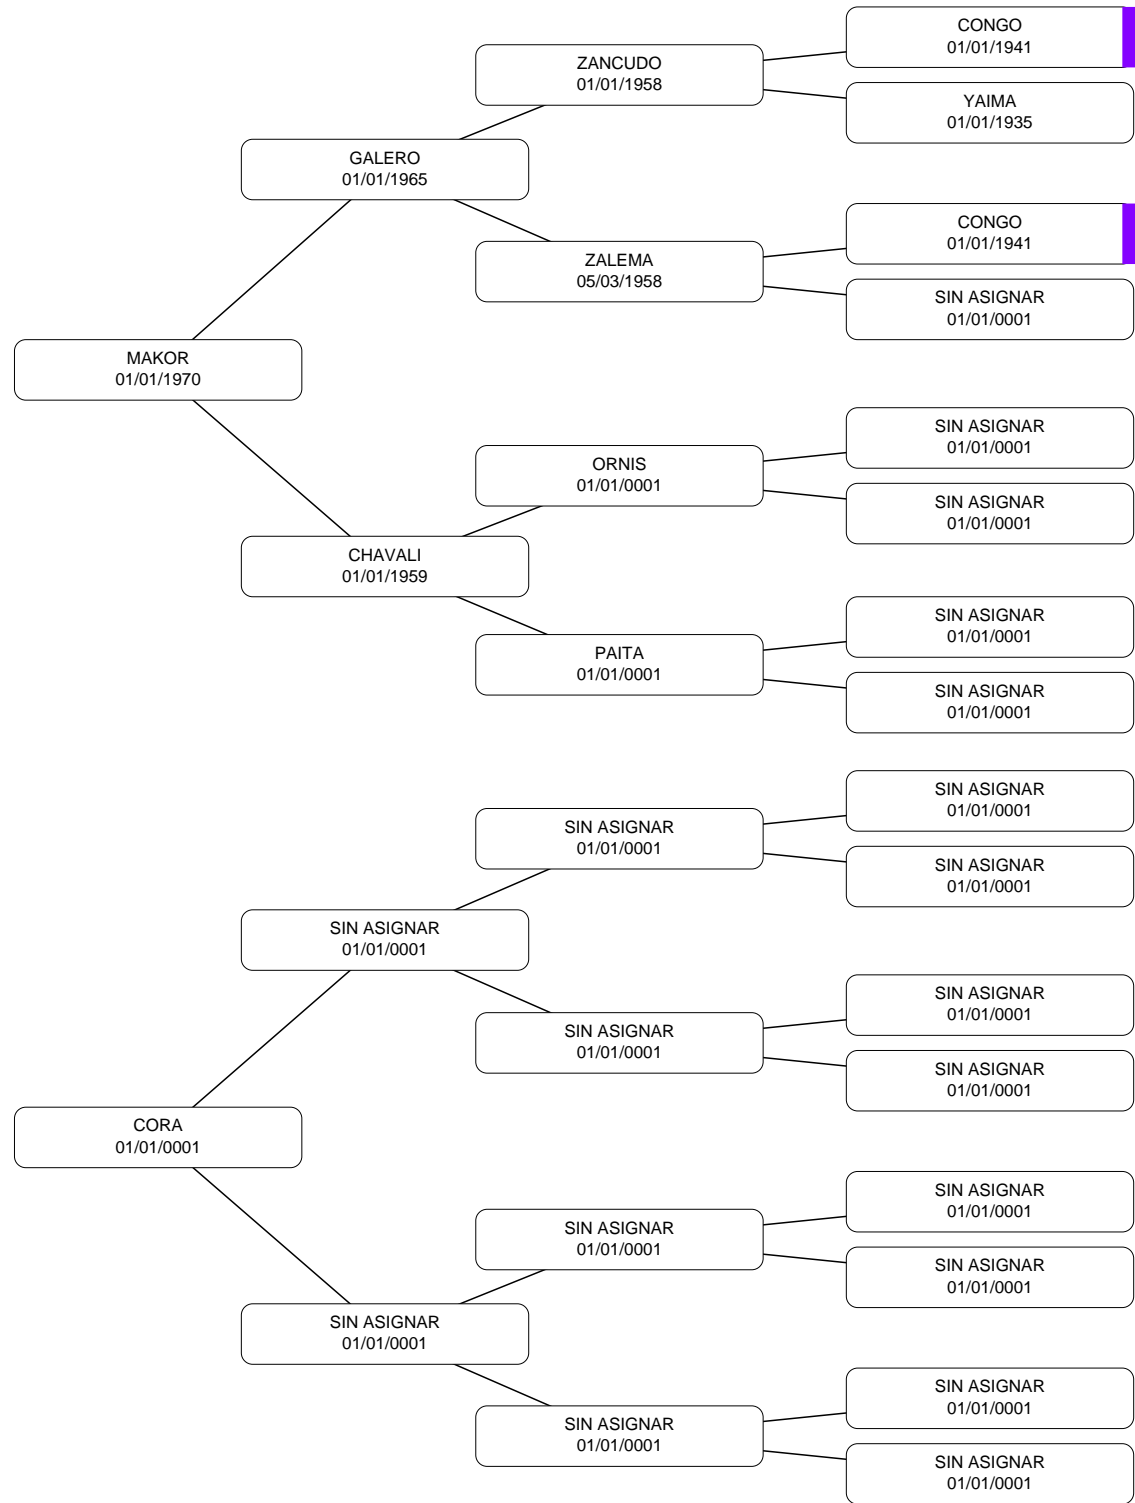 CONGO
01/01/1941
ZANCUDO
01/01/1958
YAIMA
01/01/1935
GALERO
01/01/1965
CONGO
01/01/1941
ZALEMA
05/03/1958
SIN ASIGNAR
01/01/0001
MAKOR
01/01/1970
SIN ASIGNAR
01/01/0001
ORNIS
01/01/0001
SIN ASIGNAR
01/01/0001
CHAVALI
01/01/1959
SIN ASIGNAR
01/01/0001
PAITA
01/01/0001
SIN ASIGNAR
01/01/0001
SIN ASIGNAR
01/01/0001
SIN ASIGNAR
01/01/0001
SIN ASIGNAR
01/01/0001
SIN ASIGNAR
01/01/0001
SIN ASIGNAR
01/01/0001
SIN ASIGNAR
01/01/0001
SIN ASIGNAR
01/01/0001
CORA
01/01/0001
SIN ASIGNAR
01/01/0001
SIN ASIGNAR
01/01/0001
SIN ASIGNAR
01/01/0001
SIN ASIGNAR
01/01/0001
SIN ASIGNAR
01/01/0001
SIN ASIGNAR
01/01/0001
SIN ASIGNAR
01/01/0001